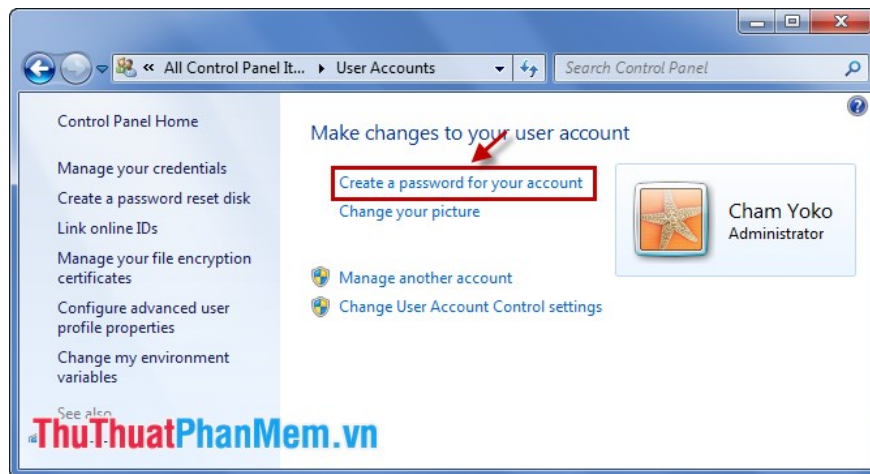 « All Control Panel It... ▸ User Accounts
Search Control Panel
Control Panel Home
Manage your credentials
Create a password reset disk
Link online IDs
Manage your file encryption
certificates
Configure advanced user
profile properties
Change my environment
variables
See also
Make changes to your user account
Create a password for your account
Change your picture
Manage another account
Change User Account Control settings
Cham Yoko
Administrator
ThuThuatPhanMem.vn